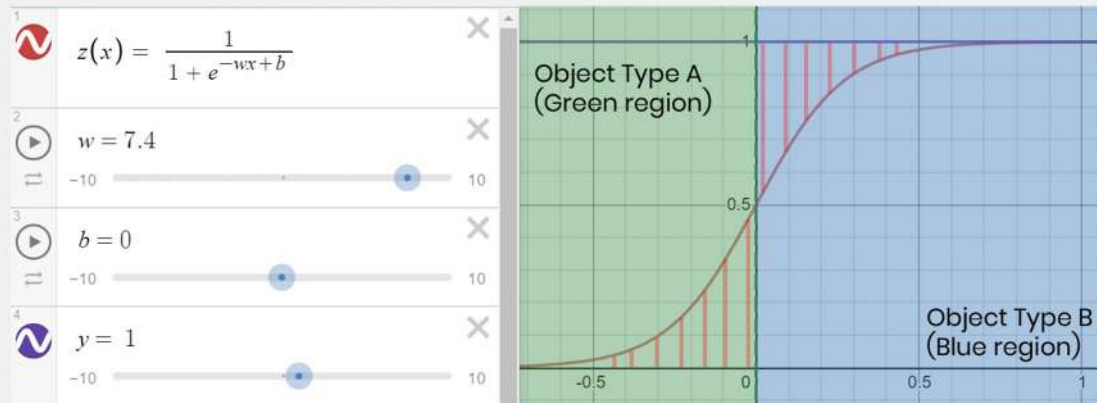 1
z(x) = 1 / (1 + e^(-wx+b))
2
w = 7.4
-10 10
3
b = 0
-10 10
4
y = 1
-10 10
Object Type A
(Green region)
1
0.5
Object Type B
(Blue region)
-0.5 0 0.5 1